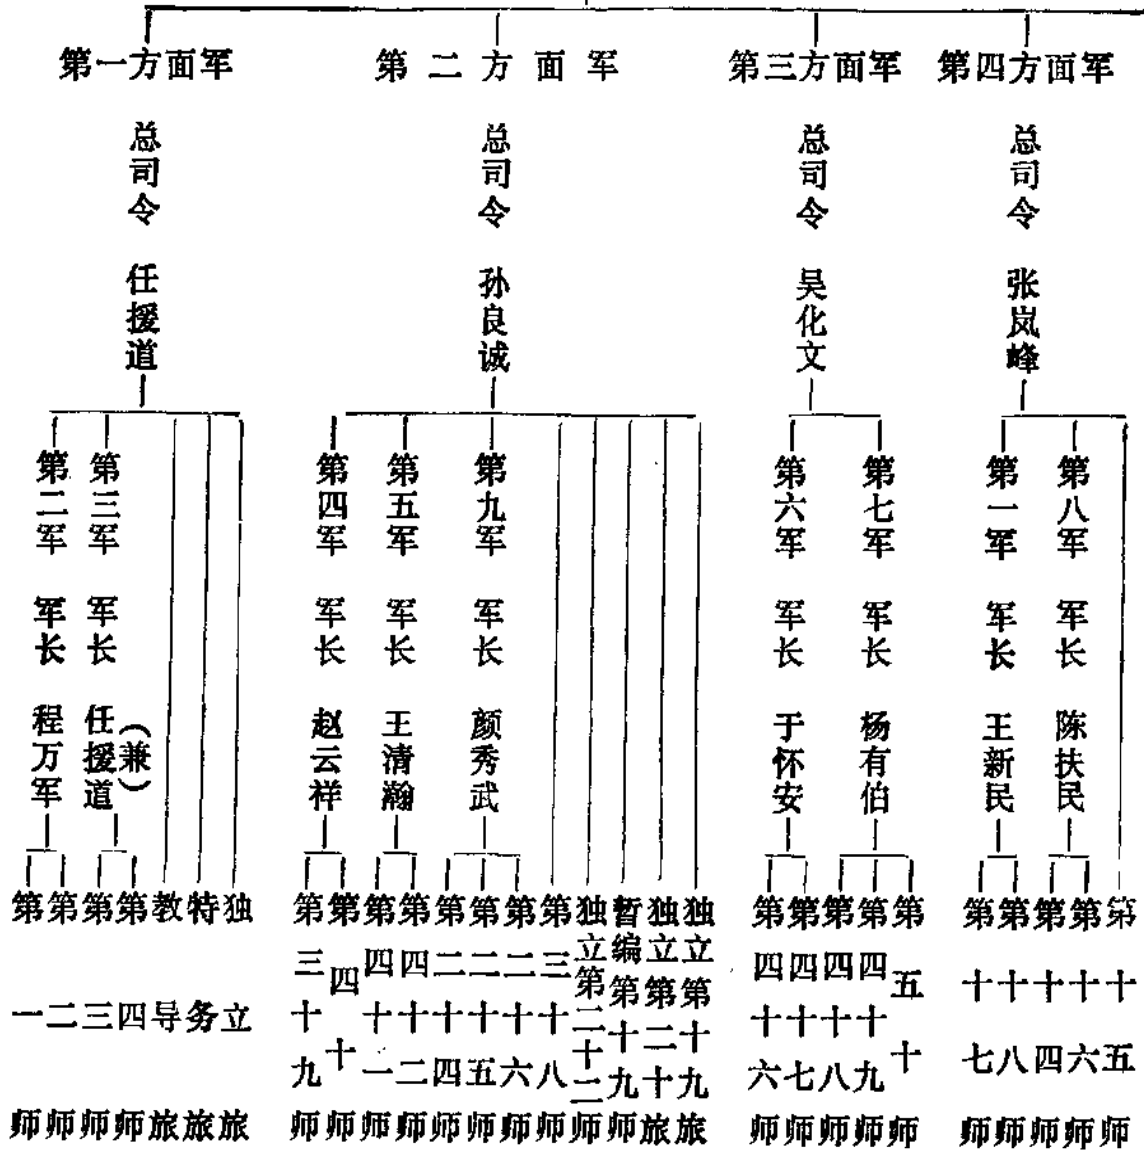 第一方面军
总司令 任援道
第二军 军长 程万军
第一师
第二师
第三军 军长 任援道(兼)
第三师
第四师
教导旅
特务旅
独立旅
第二方面军
总司令 孙良诚
第四军 军长 赵云祥
第三十九师
第四十师
第五军 军长 王清瀚
第四十一师
第四十二师
第九军 军长 颜秀武
第二十四师
第二十五师
第二十六师
第三十八师
独立第二十二师
暂编第十九师
独立第二十旅
独立第十九旅
第三方面军
总司令 吴化文
第六军 军长 于怀安
第四十六师
第四十七师
第七军 军长 杨有伯
第四十八师
第四十九师
第五十师
第四方面军
总司令 张岚峰
第一军 军长 王新民
第十七师
第十八师
第八军 军长 陈扶民
第十四师
第十六师
第十五师